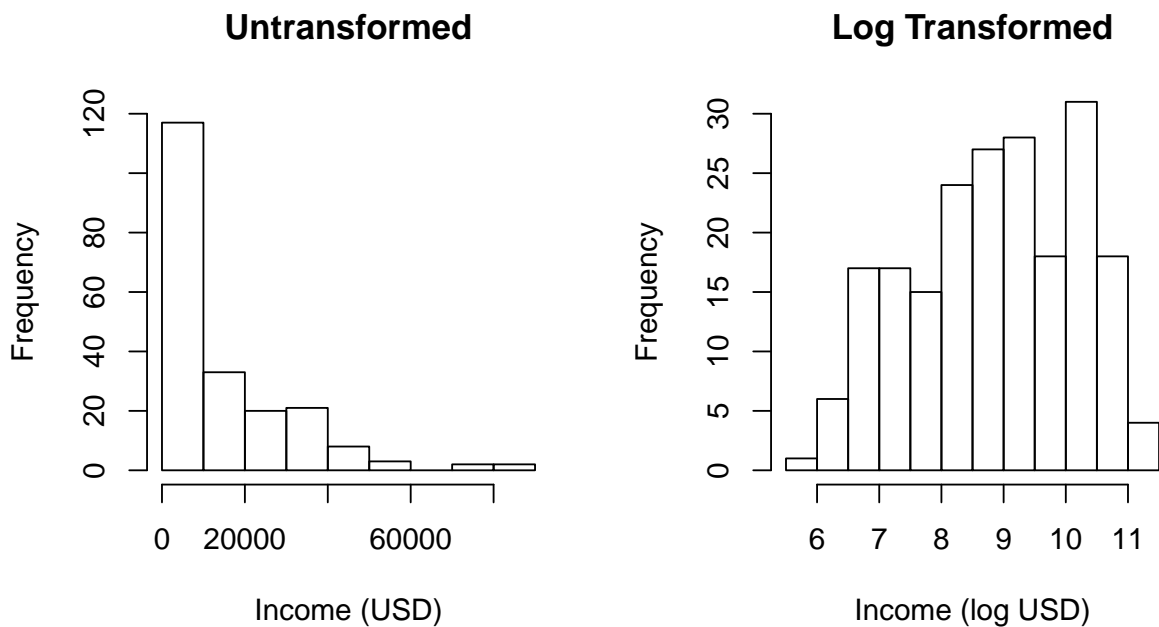 Untransformed
120
80
60
40
20
0
Frequency
0 20000 60000
Income (USD)
Log Transformed
30
25
20
15
10
5
0
Frequency
6 7 8 9 10 11
Income (log USD)